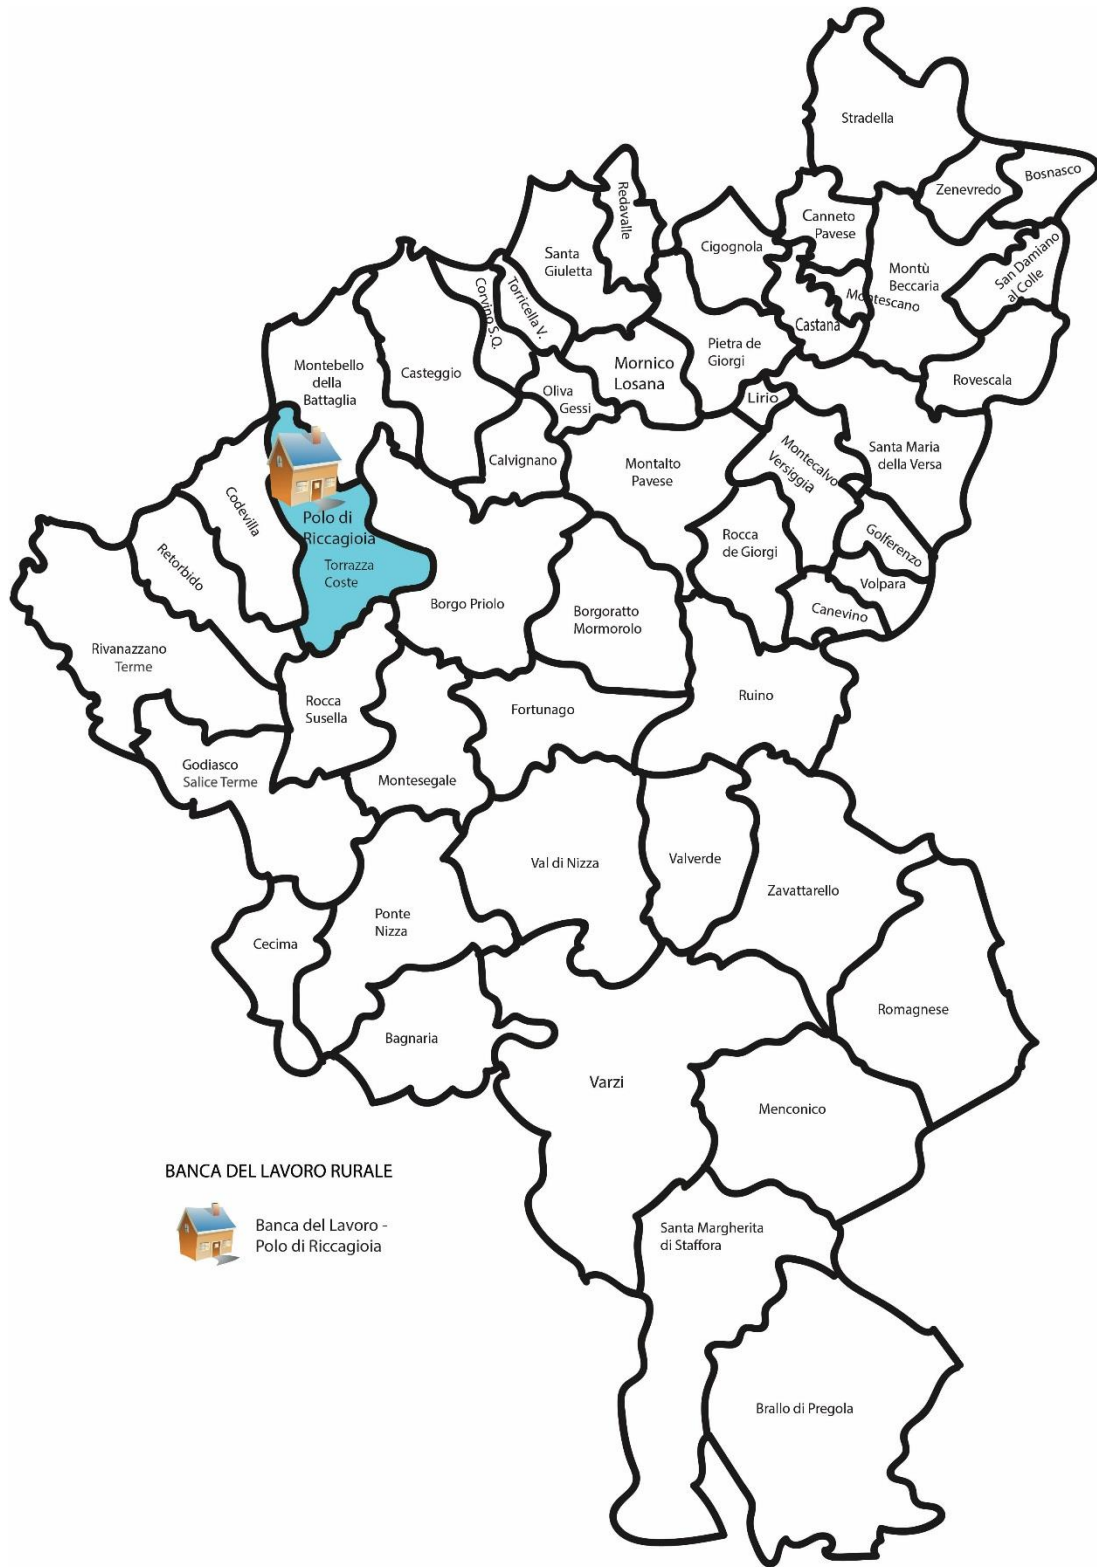 Stradella
Zenevredo
Bosnasco
Redavalle
Canneto
Pavese
Cigognola
Santa
Giuletta
Montù
Beccaria
San Damiano
al Colle
Montescano
Castana
Corvino S.Q.
Torricella V.
Pietra de
Giorgi
Mornico
Losana
Montebello
della
Battaglia
Casteggio
Oliva
Gessi
Lirio
Rovescala
Calvignano
Montalto
Pavese
Montecalvo
Versiggia
Santa Maria
della Versa
Codevilla
Polo di
Riccagioia
Torrazza
Coste
Retorbido
Rocca
de Giorgi
Golferenzo
Volpara
Canevino
Borgo Priolo
Borgoratto
Mormorolo
Rivanazzano
Terme
Rocca
Susella
Fortunago
Ruino
Godiasco
Salice Terme
Montesegale
Val di Nizza
Valverde
Zavattarello
Ponte
Nizza
Cecima
Romagnese
Bagnaria
Varzi
Menconico
BANCA DEL LAVORO RURALE
Banca del Lavoro -
Polo di Riccagioia
Santa Margherita
di Staffora
Brallo di Pregola